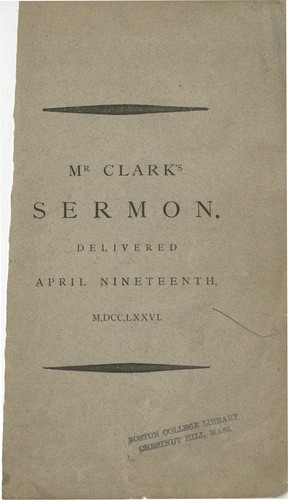 Mr. CLARK's
SERMON.
DELIVERED
APRIL NINETEENTH,
M,DCC,LXXVI.
BOSTON COLLEGE LIBRARY
CHESTNUT HILL, MASS.